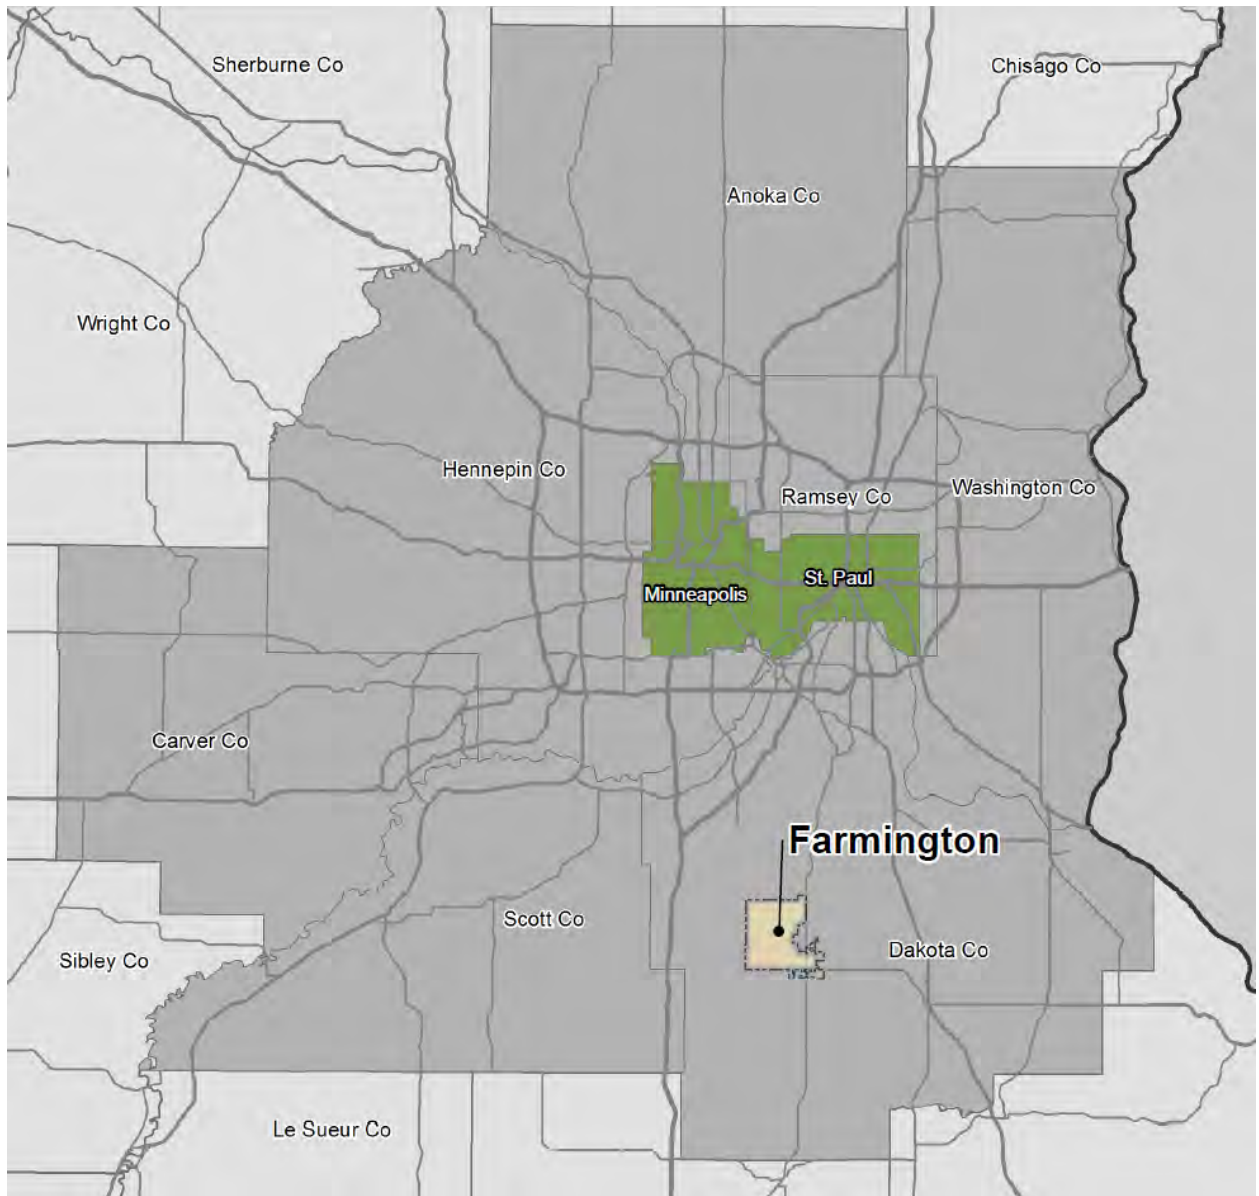 Sherburne Co
Chisago Co
Anoka Co
Wright Co
Hennepin Co
Washington Co
Ramsey Co
St. Paul
Minneapolis
Carver Co
Farmington
Scott Co
Dakota Co
Sibley Co
Le Sueur Co